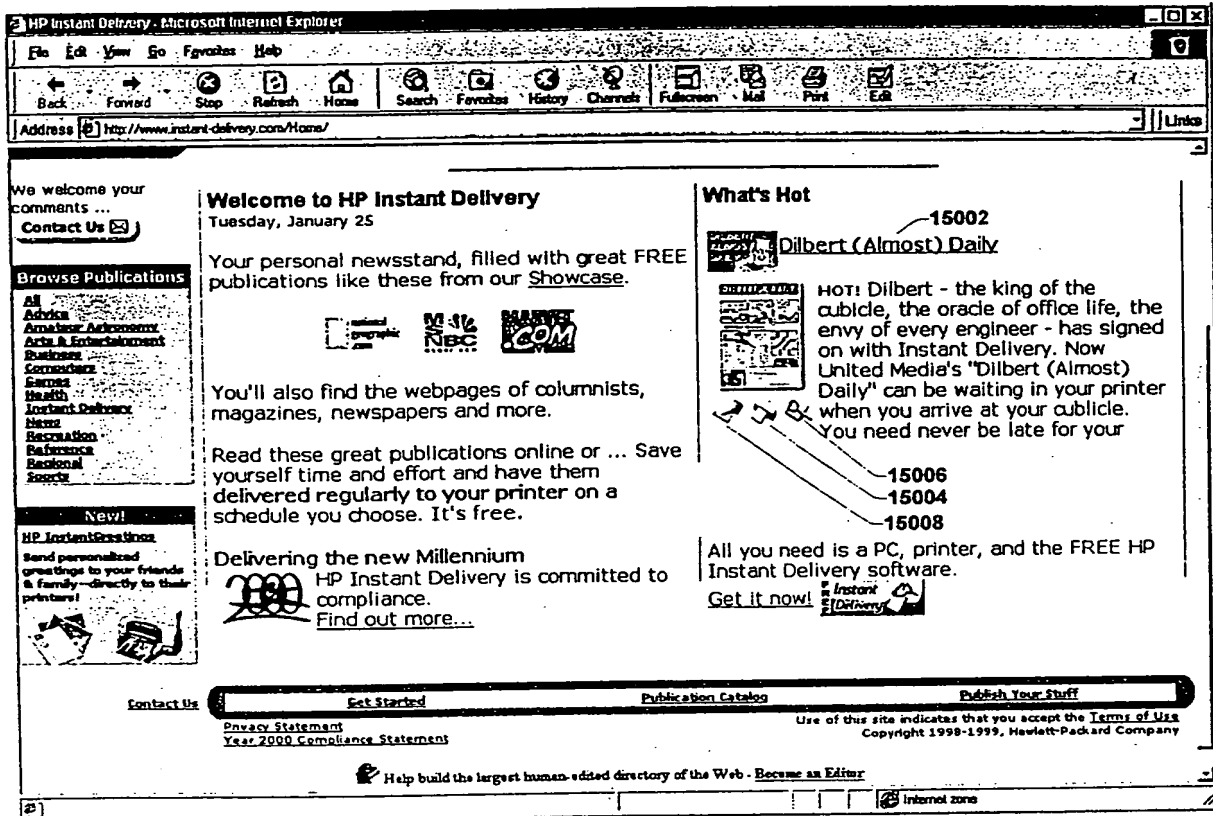 HP Instant Delivery - Microsoft Internet Explorer
File Edit View Go Favorites Help
Back Forward Stop Refresh Home Search Favorites History Channels Fullscreen Mail Print Edit
Address http://www.instant-delivery.com/Home/ Links
We welcome your
comments ...
Contact Us
Browse Publications
All
Advice
Amateur Astronomy
Arts & Entertainment
Business
Computers
Games
Health
Instant Delivery
News
Recreation
Reference
Regional
Sports
New!
HP InstantGreetings
Send personalized
greetings to your friends
& family—directly to their
printers!
Welcome to HP Instant Delivery
Tuesday, January 25
Your personal newsstand, filled with great FREE
publications like these from our Showcase.
national
geographic
.com
MSNBC
MARVEL
.COM
You'll also find the webpages of columnists,
magazines, newspapers and more.
Read these great publications online or ... Save
yourself time and effort and have them
delivered regularly to your printer on a
schedule you choose. It's free.
Delivering the new Millennium
HP Instant Delivery is committed to
compliance.
Find out more...
What's Hot
15002
Dilbert (Almost) Daily
HOT! Dilbert - the king of the
cubicle, the oracle of office life, the
envy of every engineer - has signed
on with Instant Delivery. Now
United Media's "Dilbert (Almost)
Daily" can be waiting in your printer
when you arrive at your cublicle.
You need never be late for your
15006
15004
15008
All you need is a PC, printer, and the FREE HP
Instant Delivery software.
Get it now!
FREE
Instant
Delivery
Contact Us Get Started Publication Catalog Publish Your Stuff
Privacy Statement
Year 2000 Compliance Statement
Use of this site indicates that you accept the Terms of Use
Copyright 1998-1999, Hewlett-Packard Company
Help build the largest human-edited directory of the Web - Become an Editor
Internet zone